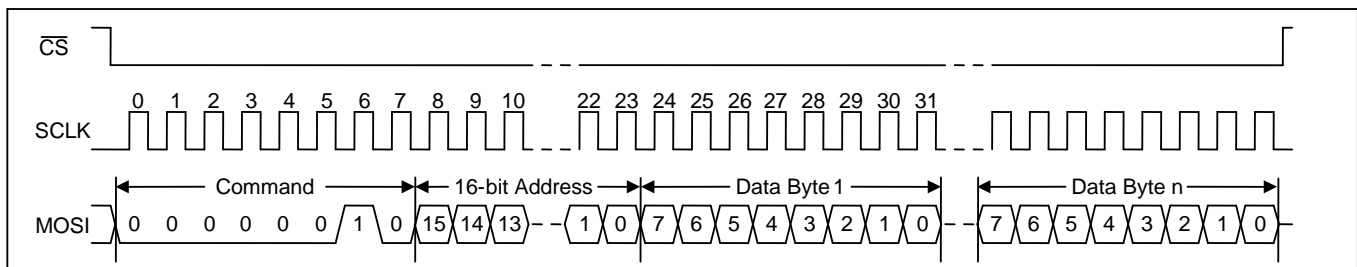 CS
0 1 2 3 4 5 6 7 8 9 10 22 23 24 25 26 27 28 29 30 31
SCLK
Command 16-bit Address Data Byte 1 Data Byte n
MOSI 0 0 0 0 0 0 1 0 15 14 13 1 0 7 6 5 4 3 2 1 0 7 6 5 4 3 2 1 0